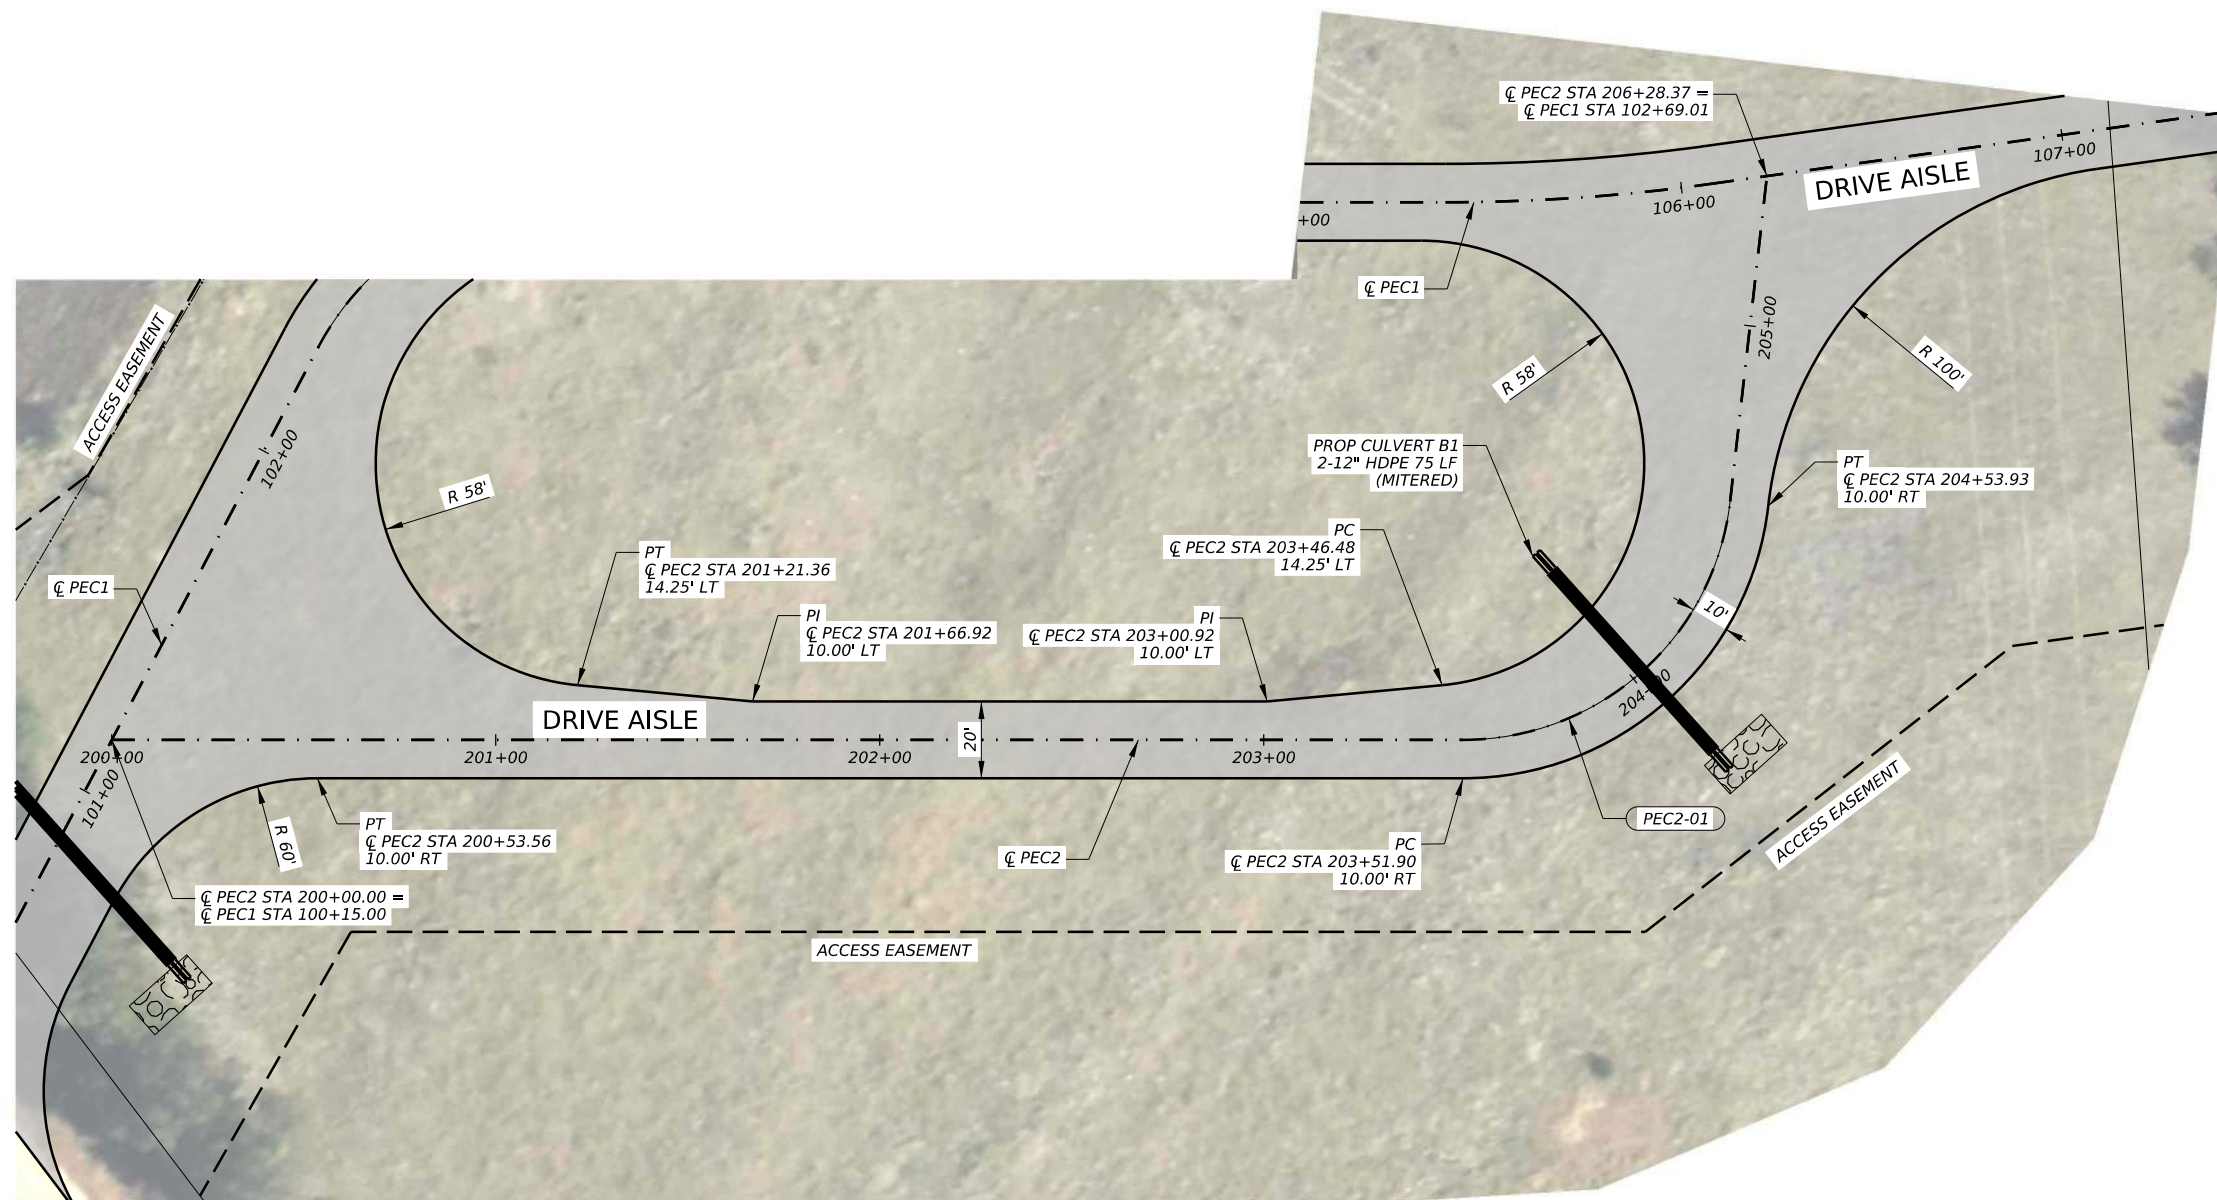 ℄ PEC2 STA 206+28.37 =
℄ PEC1 STA 102+69.01
107+00
DRIVE AISLE
106+00
+00
℄ PEC1
205+00
R 58'
R 100'
ACCESS EASEMENT
102+00
R 58'
PROP CULVERT B1
2-12" HDPE 75 LF
(MITERED)
PT
℄ PEC2 STA 204+53.93
10.00' RT
PC
℄ PEC2 STA 203+46.48
14.25' LT
PT
℄ PEC2 STA 201+21.36
14.25' LT
℄ PEC1
PI
℄ PEC2 STA 201+66.92
10.00' LT
PI
℄ PEC2 STA 203+00.92
10.00' LT
10'
204+00
DRIVE AISLE
20'
200+00
201+00
202+00
203+00
101+00
R 60'
PT
℄ PEC2 STA 200+53.56
10.00' RT
℄ PEC2
PC
℄ PEC2 STA 203+51.90
10.00' RT
PEC2-01
ACCESS EASEMENT
℄ PEC2 STA 200+00.00 =
℄ PEC1 STA 100+15.00
ACCESS EASEMENT